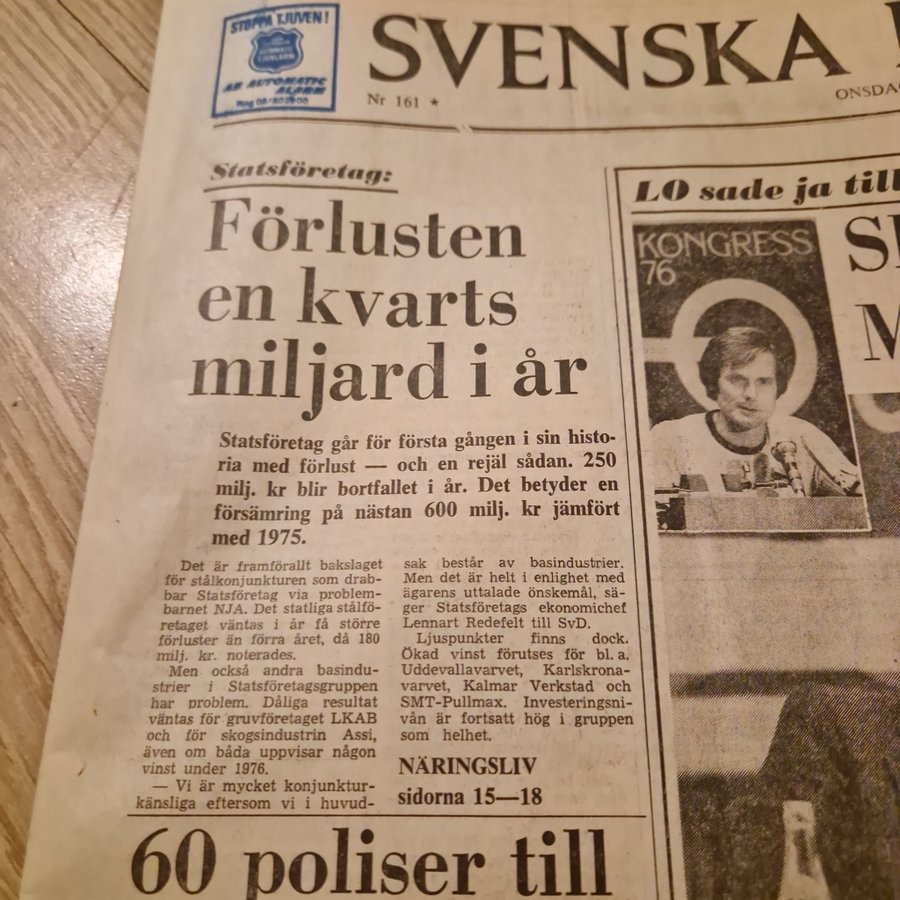 STOPPA TJUVEN!
AB AUTOMATIC
ALARM
SVENSKA
Nr 161 *
ONSDA
Statsföretag:
Förlusten
en kvarts
miljard i år
Statsföretag går för första gången i sin histo-
ria med förlust — och en rejäl sådan. 250
milj. kr blir bortfallet i år. Det betyder en
försämring på nästan 600 milj. kr jämfört
med 1975.
Det är framförallt bakslaget
för stålkonjunkturen som drab-
bar Statsföretag via problem-
barnet NJA. Det statliga stålfö-
retaget väntas i år få större
förluster än förra året, då 180
milj. kr. noterades.
Men också andra basindu-
strier i Statsföretagsgruppen
har problem. Dåliga resultat
väntas för gruvföretaget LKAB
och för skogsindustrin Assi,
även om båda uppvisar någon
vinst under 1976.
— Vi är mycket konjunktur-
känsliga eftersom vi i huvud-
sak består av basindustrier.
Men det är helt i enlighet med
ägarens uttalade önskemål, sä-
ger Statsföretags ekonomichef
Lennart Redefelt till SvD.
Ljuspunkter finns dock.
Ökad vinst förutses för bl. a.
Uddevallavarvet, Karlskrona-
varvet, Kalmar Verkstad och
SMT-Pullmax. Investeringsni-
vån är fortsatt hög i gruppen
som helhet.
NÄRINGSLIV
sidorna 15—18
60 poliser till
LO sade ja till
KONGRESS
76